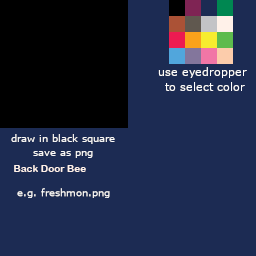 use eyedropper
to select color
draw in black square
save as png
Back Door Bee
e.g. freshmon.png